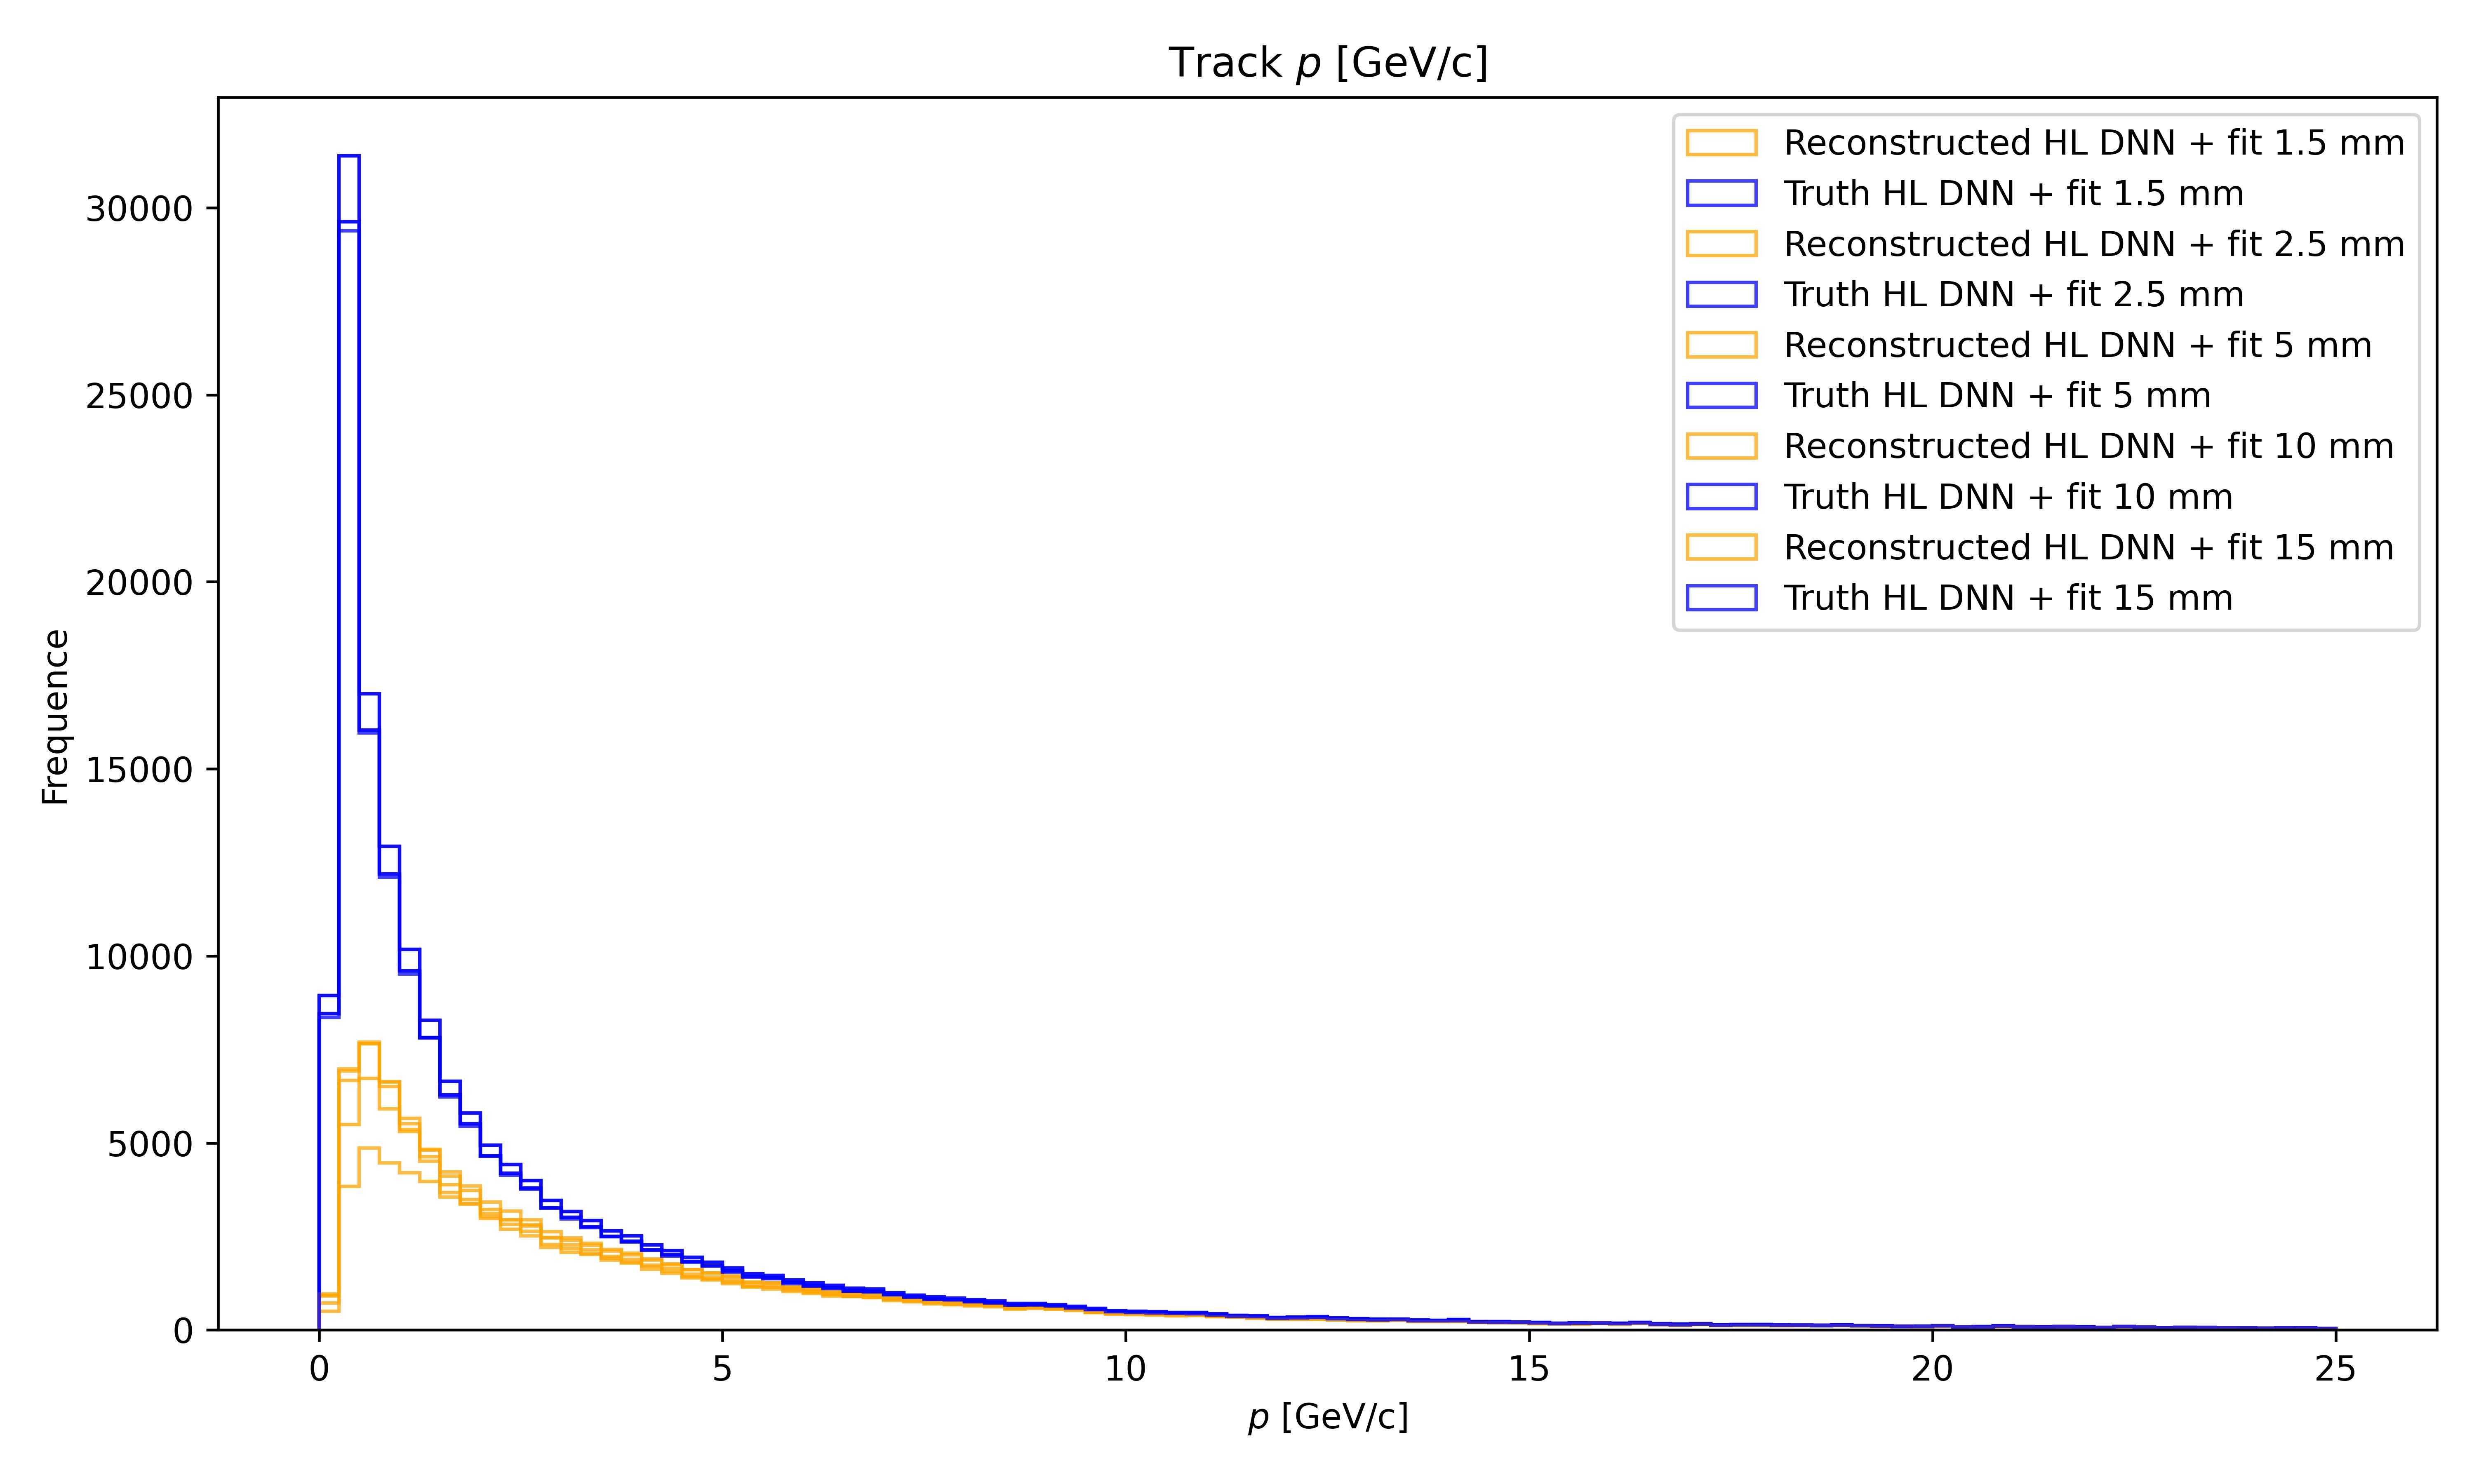 Track p [GeV/c]
Reconstructed HL DNN + fit 1.5 mm
Truth HL DNN + fit 1.5 mm
Reconstructed HL DNN + fit 2.5 mm
Truth HL DNN + fit 2.5 mm
Reconstructed HL DNN + fit 5 mm
Truth HL DNN + fit 5 mm
Reconstructed HL DNN + fit 10 mm
Truth HL DNN + fit 10 mm
Reconstructed HL DNN + fit 15 mm
Truth HL DNN + fit 15 mm
Frequence
30000
25000
20000
15000
10000
5000
0
0 5 10 15 20 25
p [GeV/c]